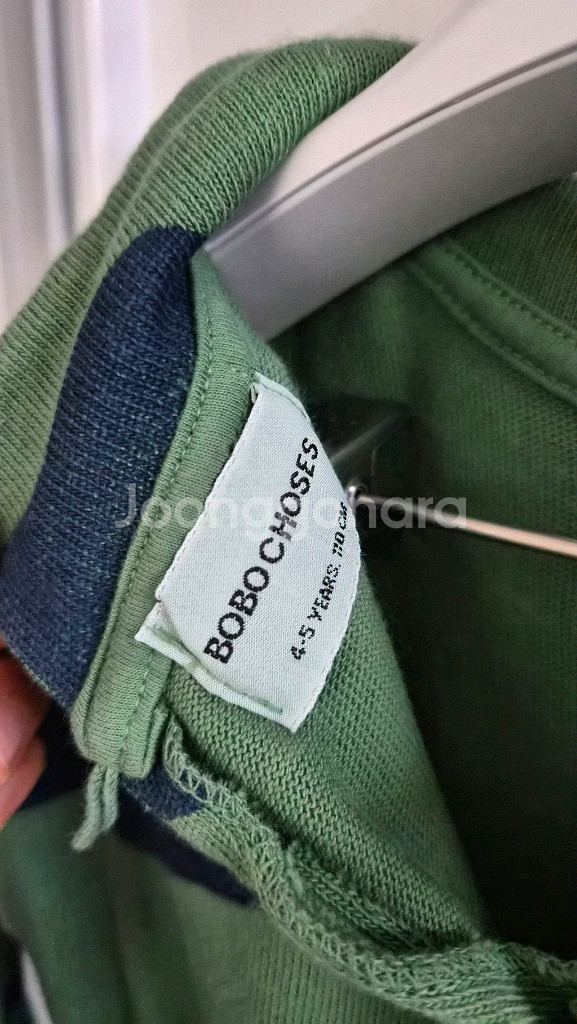 BOBO CHOSES
4-5 YEARS. 110 CM
Joonggonara